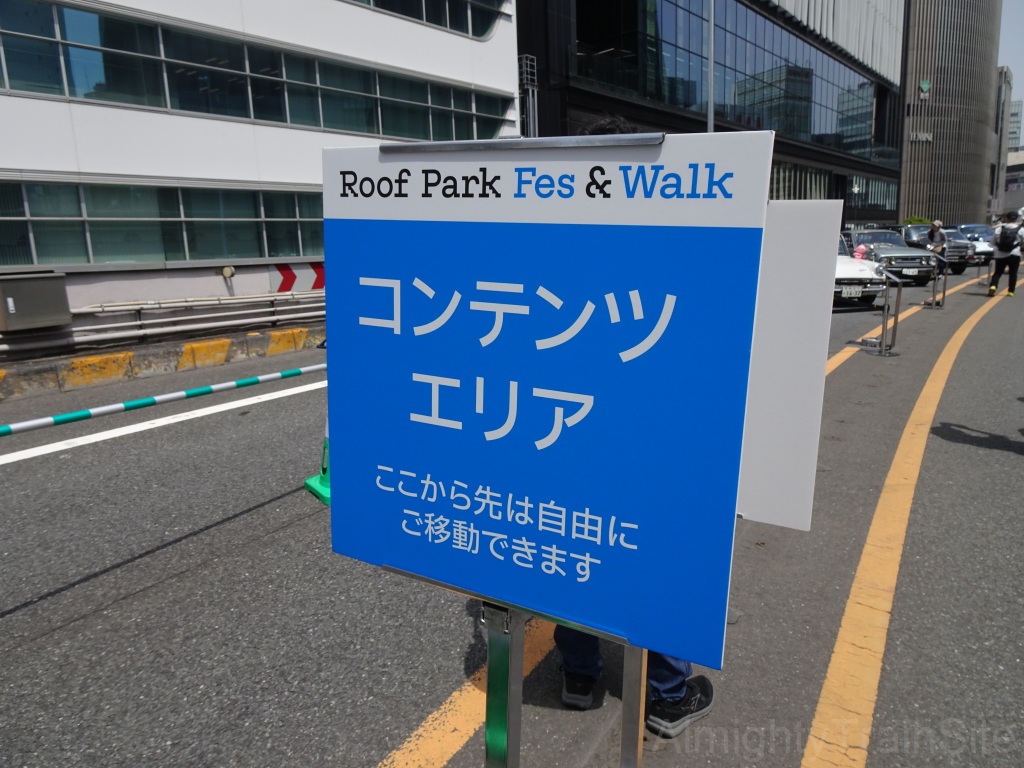 Roof Park Fes & Walk
コンテンツ
エリア
ここから先は自由に
ご移動できます
AlmightyTrainSite